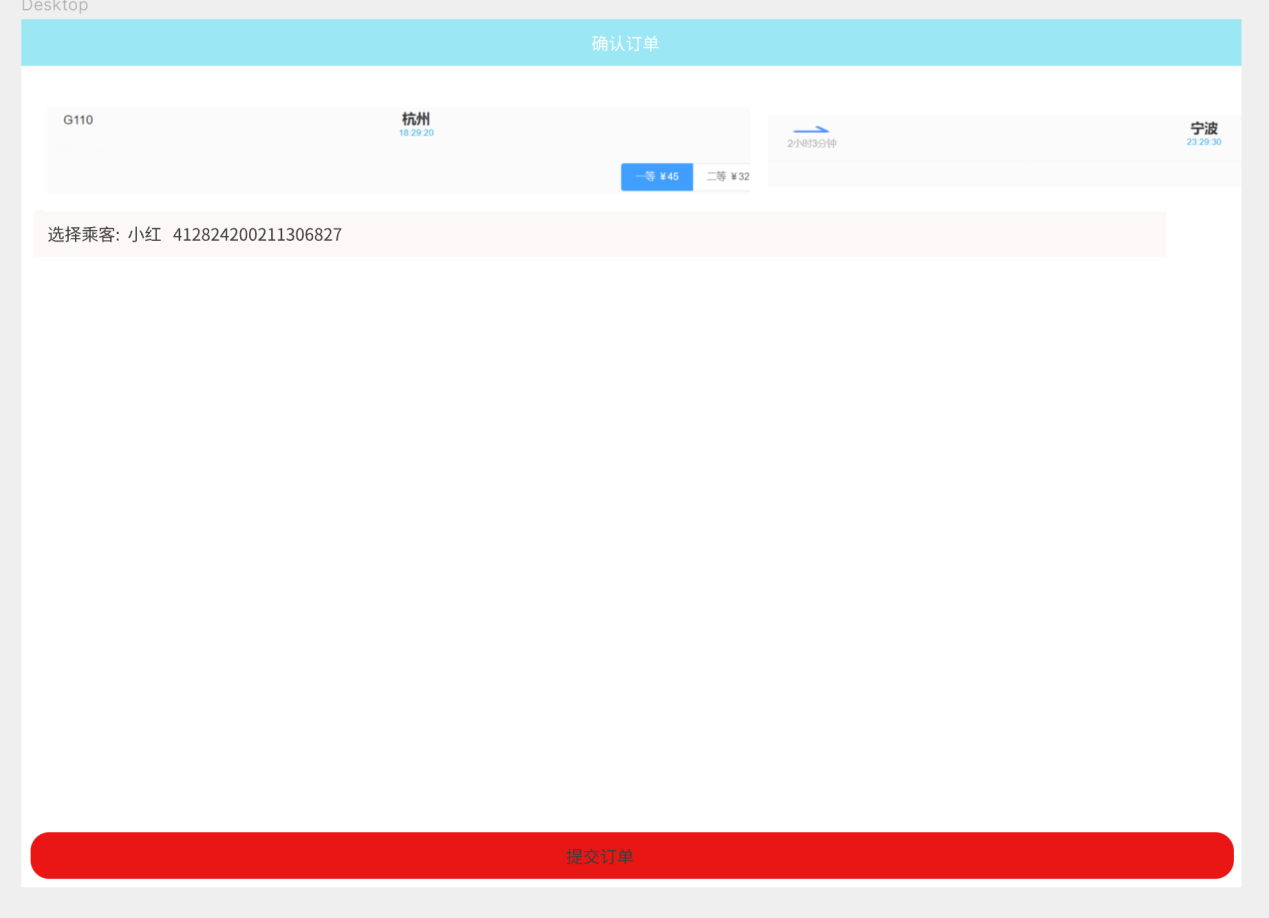 Desktop
确认订单
G110
杭州
18:29:20
2小时3分钟
宁波
23:29:30
一等 ¥45
二等 ¥32
选择乘客: 小红 412824200211306827
提交订单